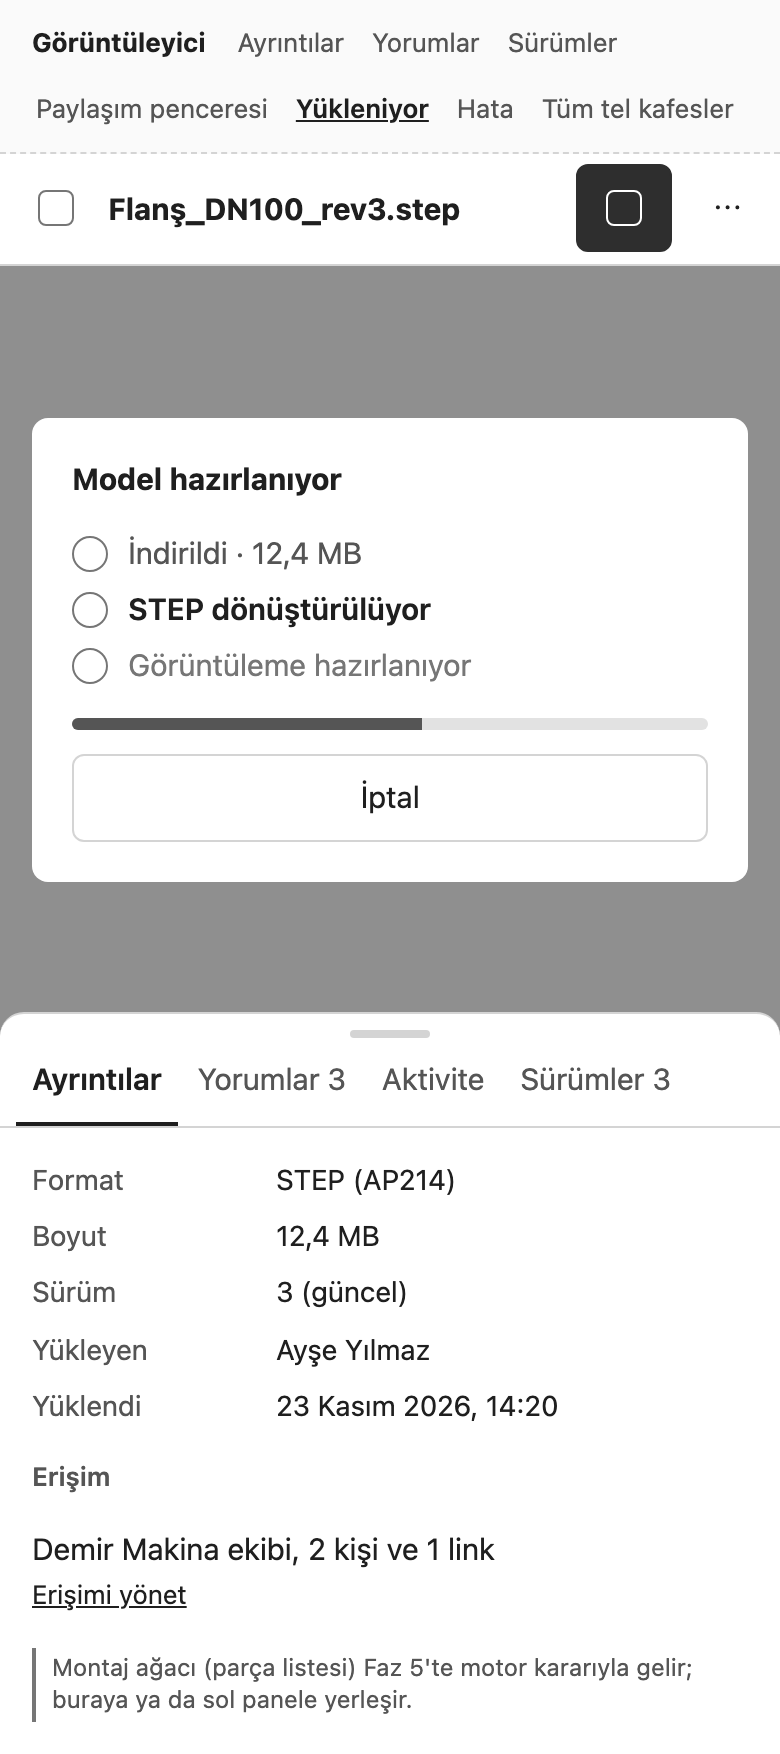 Görüntüleyici Ayrıntılar Yorumlar Sürümler
Paylaşım penceresi Yükleniyor Hata Tüm tel kafesler
Flanş_DN100_rev3.step ...
Model hazırlanıyor
İndirildi · 12,4 MB
STEP dönüştürülüyor
Görüntüleme hazırlanıyor
İptal
Ayrıntılar Yorumlar 3 Aktivite Sürümler 3
Format STEP (AP214)
Boyut 12,4 MB
Sürüm 3 (güncel)
Yükleyen Ayşe Yılmaz
Yüklendi 23 Kasım 2026, 14:20
Erişim
Demir Makina ekibi, 2 kişi ve 1 link
Erişimi yönet
Montaj ağacı (parça listesi) Faz 5'te motor kararıyla gelir;
buraya ya da sol panele yerleşir.